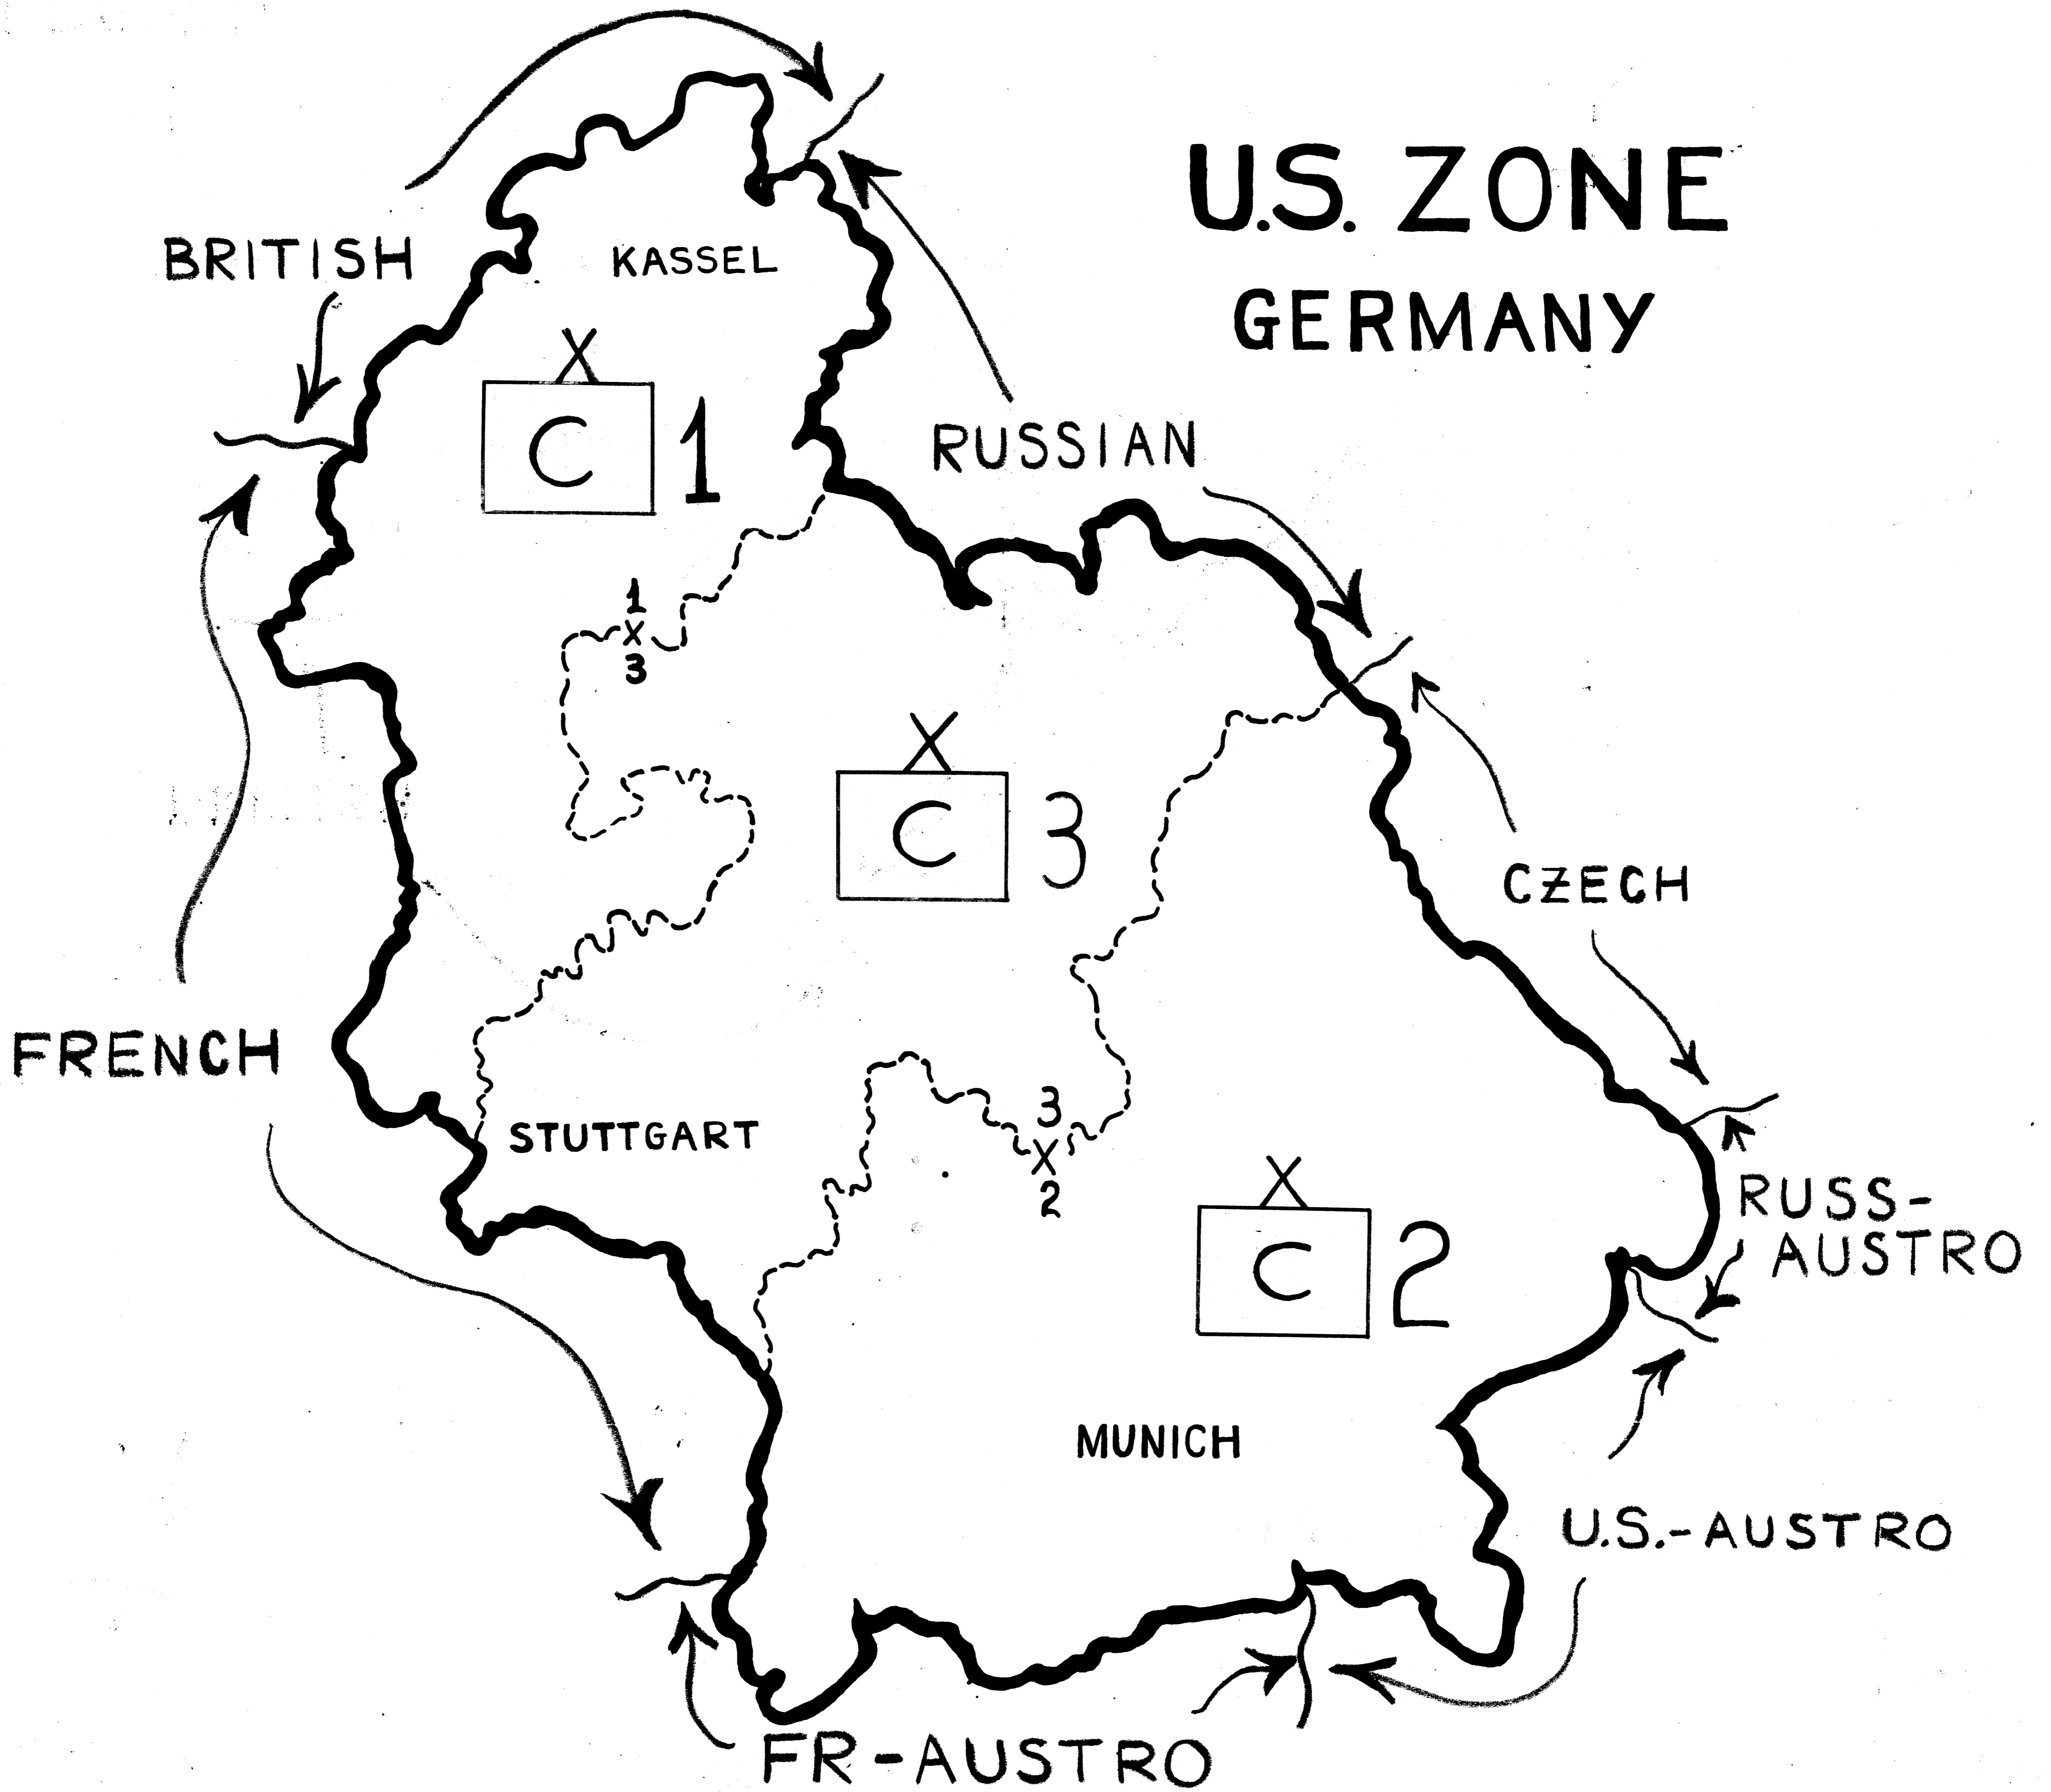 U.S. ZONE
GERMANY
BRITISH
KASSEL
X
C 1
RUSSIAN
1
X
3
X
C 3
CZECH
FRENCH
STUTTGART
3
X
2
X
C 2
RUSS-
AUSTRO
MUNICH
U.S.-AUSTRO
FR-AUSTRO